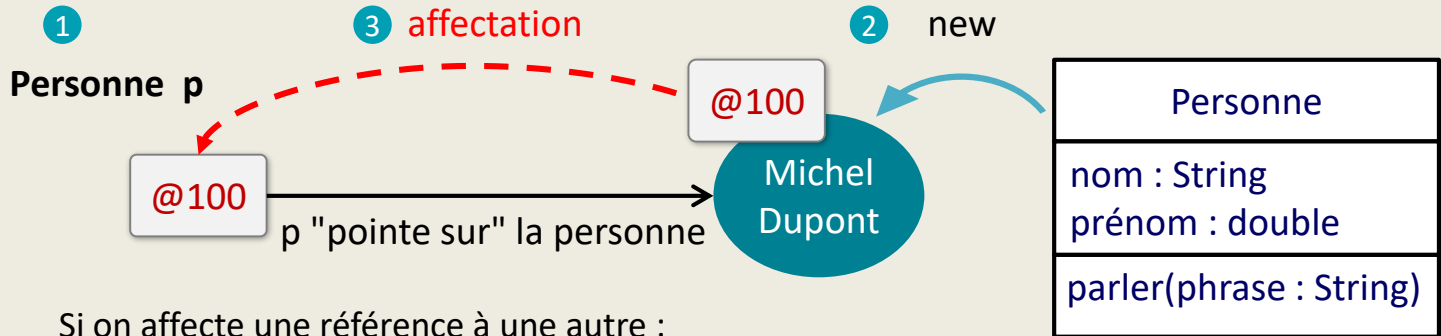 1
3 affectation
2 new
Personne p
@100
@100
p "pointe sur" la personne
Michel
Dupont
Personne
nom : String
prénom : double
parler(phrase : String)
Si on affecte une référence à une autre :